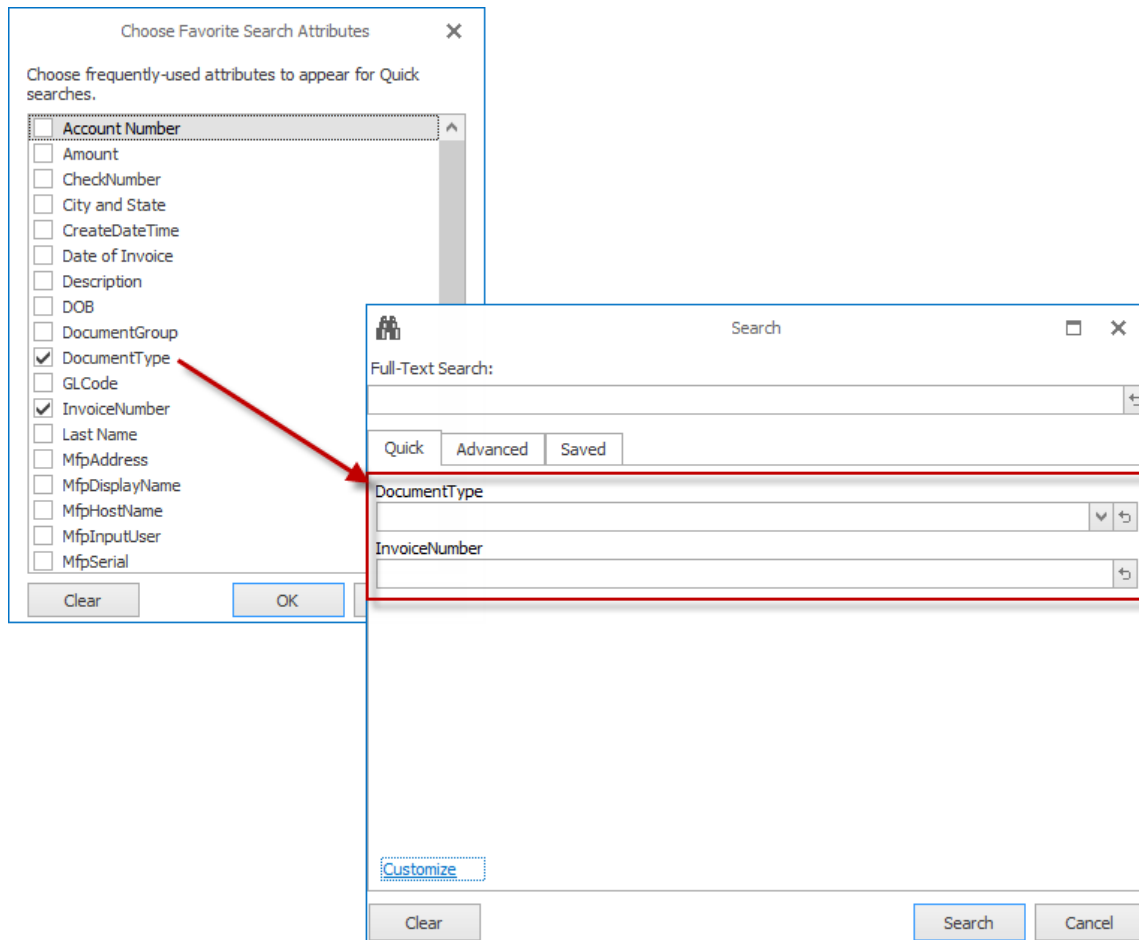 Choose Favorite Search Attributes
Choose frequently-used attributes to appear for Quick
searches.
Account Number
Amount
CheckNumber
City and State
CreateDateTime
Date of Invoice
Description
DOB
DocumentGroup
DocumentType
GLCode
InvoiceNumber
Last Name
MfpAddress
MfpDisplayName
MfpHostName
MfpInputUser
MfpSerial
Clear
OK
Search
Full-Text Search:
Quick
Advanced
Saved
DocumentType
InvoiceNumber
Customize
Clear
Search
Cancel